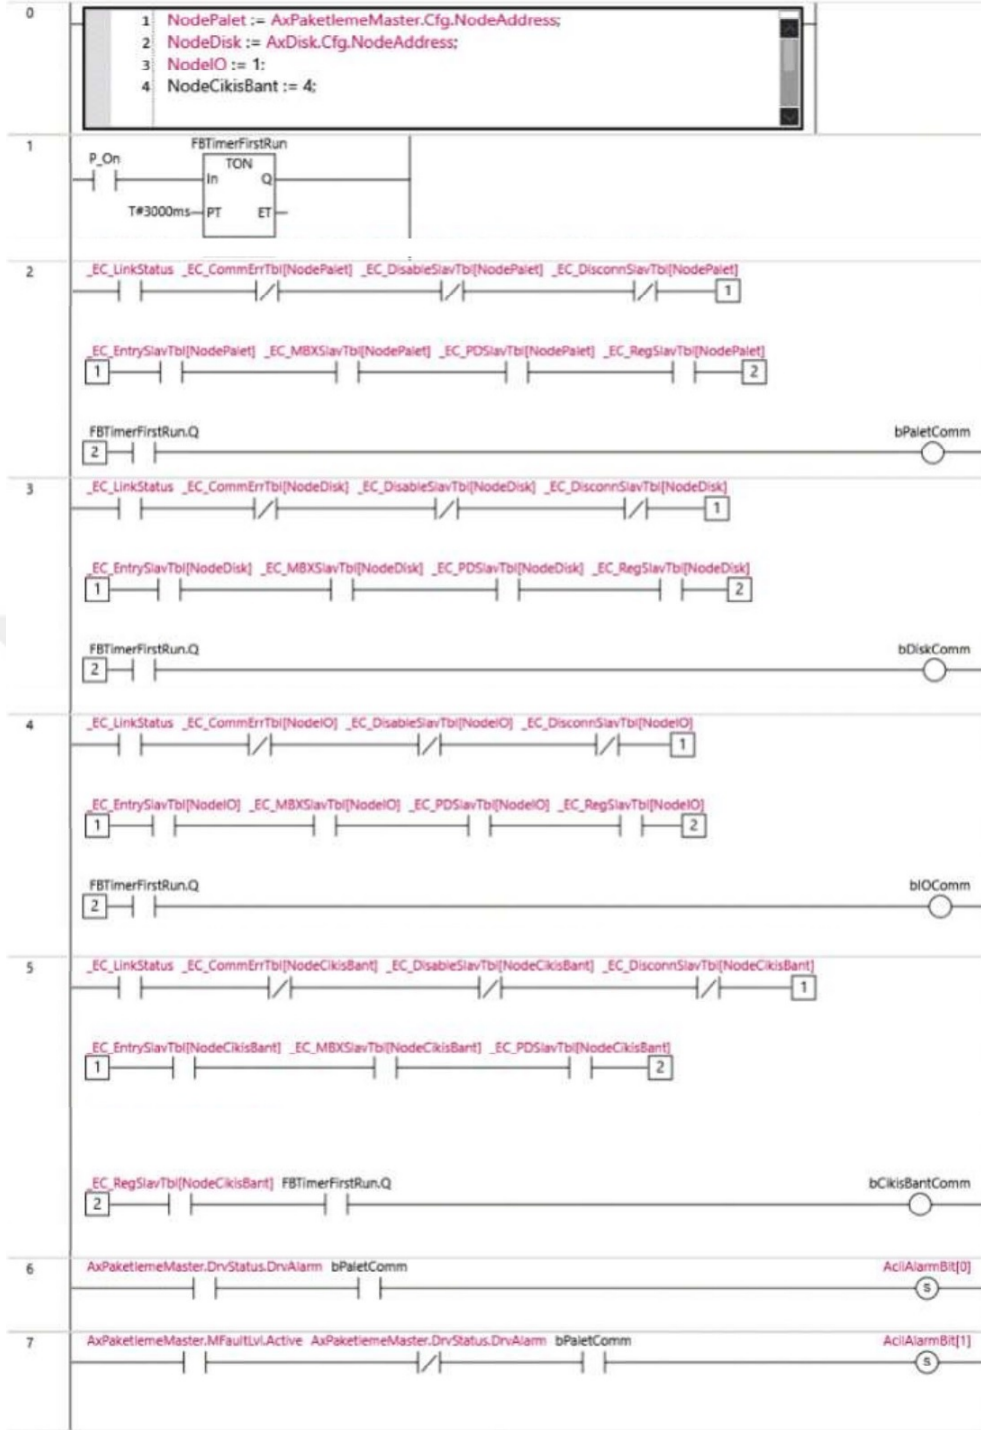 0
1 NodePalet := AxPaketlemeMaster.Cfg.NodeAddress;
2 NodeDisk := AxDisk.Cfg.NodeAddress;
3 NodeIO := 1;
4 NodeCikisBant := 4;
1
FBTimerFirstRun
P_On
TON
In Q
T#3000ms PT ET
2
_EC_LinkStatus _EC_CommErrTbl[NodePalet] _EC_DisableSlavTbl[NodePalet] _EC_DisconnSlavTbl[NodePalet]
1
_EC_EntrySlavTbl[NodePalet] _EC_MBXSlavTbl[NodePalet] _EC_PDSlavTbl[NodePalet] _EC_RegSlavTbl[NodePalet]
1 2
FBTimerFirstRun.Q bPaletComm
2
3
_EC_LinkStatus _EC_CommErrTbl[NodeDisk] _EC_DisableSlavTbl[NodeDisk] _EC_DisconnSlavTbl[NodeDisk]
1
_EC_EntrySlavTbl[NodeDisk] _EC_MBXSlavTbl[NodeDisk] _EC_PDSlavTbl[NodeDisk] _EC_RegSlavTbl[NodeDisk]
1 2
FBTimerFirstRun.Q bDiskComm
2
4
_EC_LinkStatus _EC_CommErrTbl[NodeIO] _EC_DisableSlavTbl[NodeIO] _EC_DisconnSlavTbl[NodeIO]
1
_EC_EntrySlavTbl[NodeIO] _EC_MBXSlavTbl[NodeIO] _EC_PDSlavTbl[NodeIO] _EC_RegSlavTbl[NodeIO]
1 2
FBTimerFirstRun.Q bIOComm
2
5
_EC_LinkStatus _EC_CommErrTbl[NodeCikisBant] _EC_DisableSlavTbl[NodeCikisBant] _EC_DisconnSlavTbl[NodeCikisBant]
1
_EC_EntrySlavTbl[NodeCikisBant] _EC_MBXSlavTbl[NodeCikisBant] _EC_PDSlavTbl[NodeCikisBant]
1 2
_EC_RegSlavTbl[NodeCikisBant] FBTimerFirstRun.Q bCikisBantComm
2
6
AxPaketlemeMaster.DrvStatus.DrvAlarm bPaletComm AcilAlarmBit[0]
S
7
AxPaketlemeMaster.MFaultLvl.Active AxPaketlemeMaster.DrvStatus.DrvAlarm bPaletComm AcilAlarmBit[1]
S